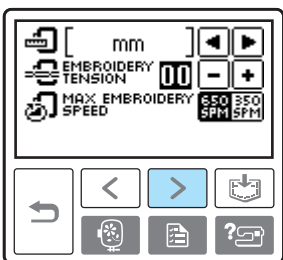 [ mm ]
EMBROIDERY TENSION 00 - +
MAX EMBROIDERY SPEED 650 SPM 350 SPM